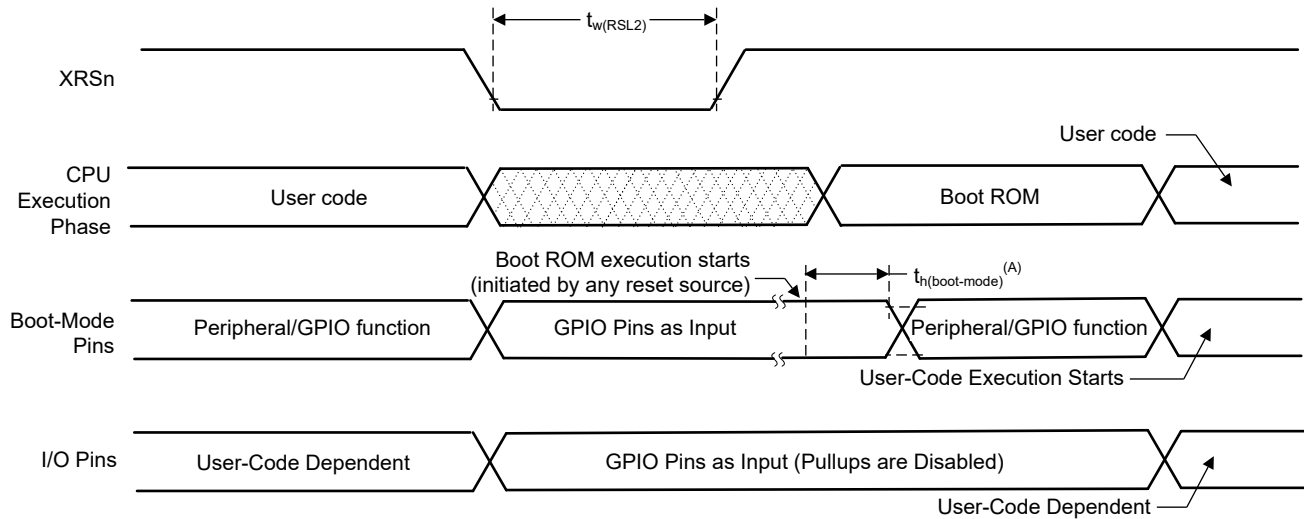 t_w(RSL2)
XRSn
User code
CPU
Execution
Phase
User code
Boot ROM
Boot ROM execution starts
(initiated by any reset source)
t_h(boot-mode)^(A)
Boot-Mode
Pins
Peripheral/GPIO function
GPIO Pins as Input
Peripheral/GPIO function
User-Code Execution Starts
I/O Pins
User-Code Dependent
GPIO Pins as Input (Pullups are Disabled)
User-Code Dependent